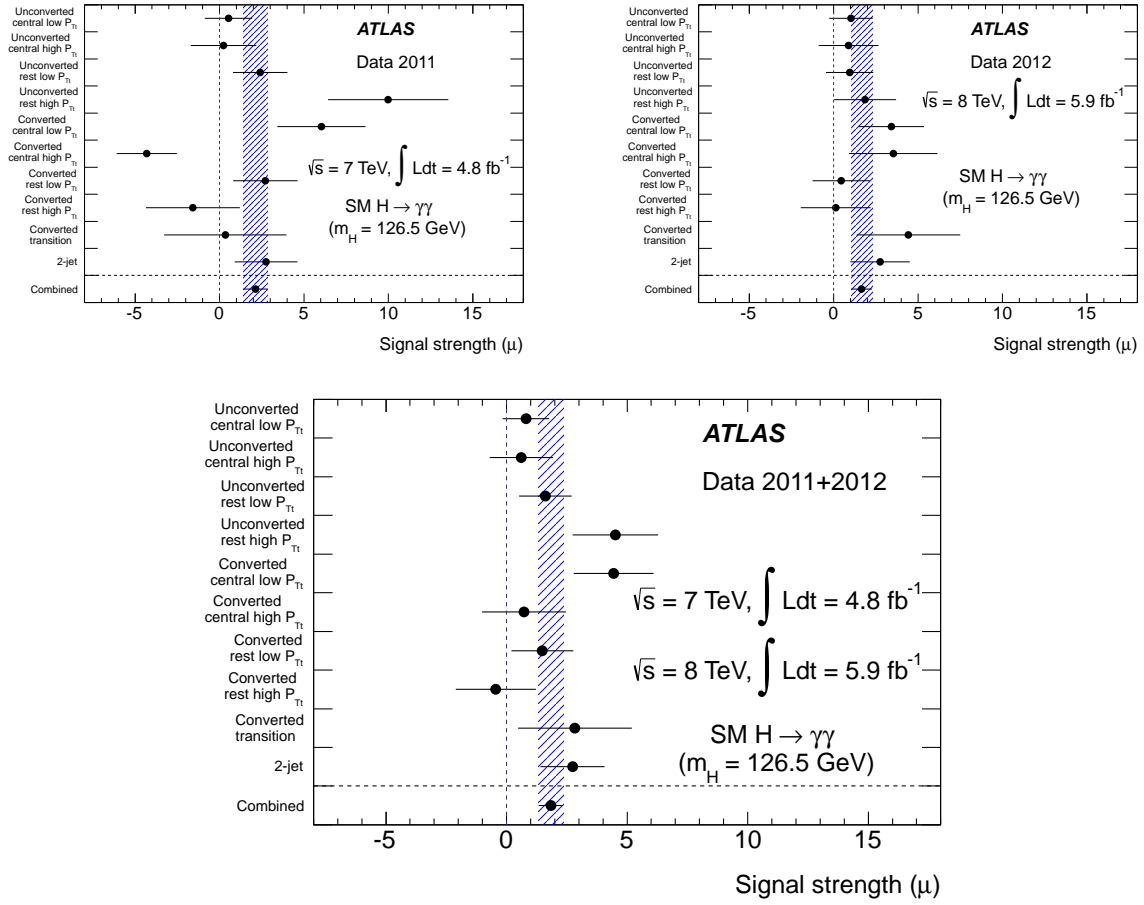 Unconverted
central low P_Tt
Unconverted
central high P_Tt
Unconverted
rest low P_Tt
Unconverted
rest high P_Tt
Converted
central low P_Tt
Converted
central high P_Tt
Converted
rest low P_Tt
Converted
rest high P_Tt
Converted
transition
2-jet
Combined
ATLAS
Data 2011
√s = 7 TeV, ∫ Ldt = 4.8 fb⁻¹
SM H → γγ
(m_H = 126.5 GeV)
-5 0 5 10 15
Signal strength (μ)
Unconverted
central low P_Tt
Unconverted
central high P_Tt
Unconverted
rest low P_Tt
Unconverted
rest high P_Tt
Converted
central low P_Tt
Converted
central high P_Tt
Converted
rest low P_Tt
Converted
rest high P_Tt
Converted
transition
2-jet
Combined
ATLAS
Data 2012
√s = 8 TeV, ∫ Ldt = 5.9 fb⁻¹
SM H → γγ
(m_H = 126.5 GeV)
-5 0 5 10 15
Signal strength (μ)
Unconverted
central low P_Tt
Unconverted
central high P_Tt
Unconverted
rest low P_Tt
Unconverted
rest high P_Tt
Converted
central low P_Tt
Converted
central high P_Tt
Converted
rest low P_Tt
Converted
rest high P_Tt
Converted
transition
2-jet
Combined
ATLAS
Data 2011+2012
√s = 7 TeV, ∫ Ldt = 4.8 fb⁻¹
√s = 8 TeV, ∫ Ldt = 5.9 fb⁻¹
SM H → γγ
(m_H = 126.5 GeV)
-5 0 5 10 15
Signal strength (μ)